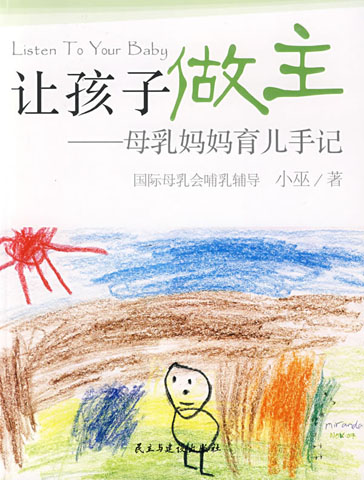 Listen To Your Baby
让孩子做主
——母乳妈妈育儿手记
国际母乳会哺乳辅导 小巫/著
miranda
民主与建设出版社